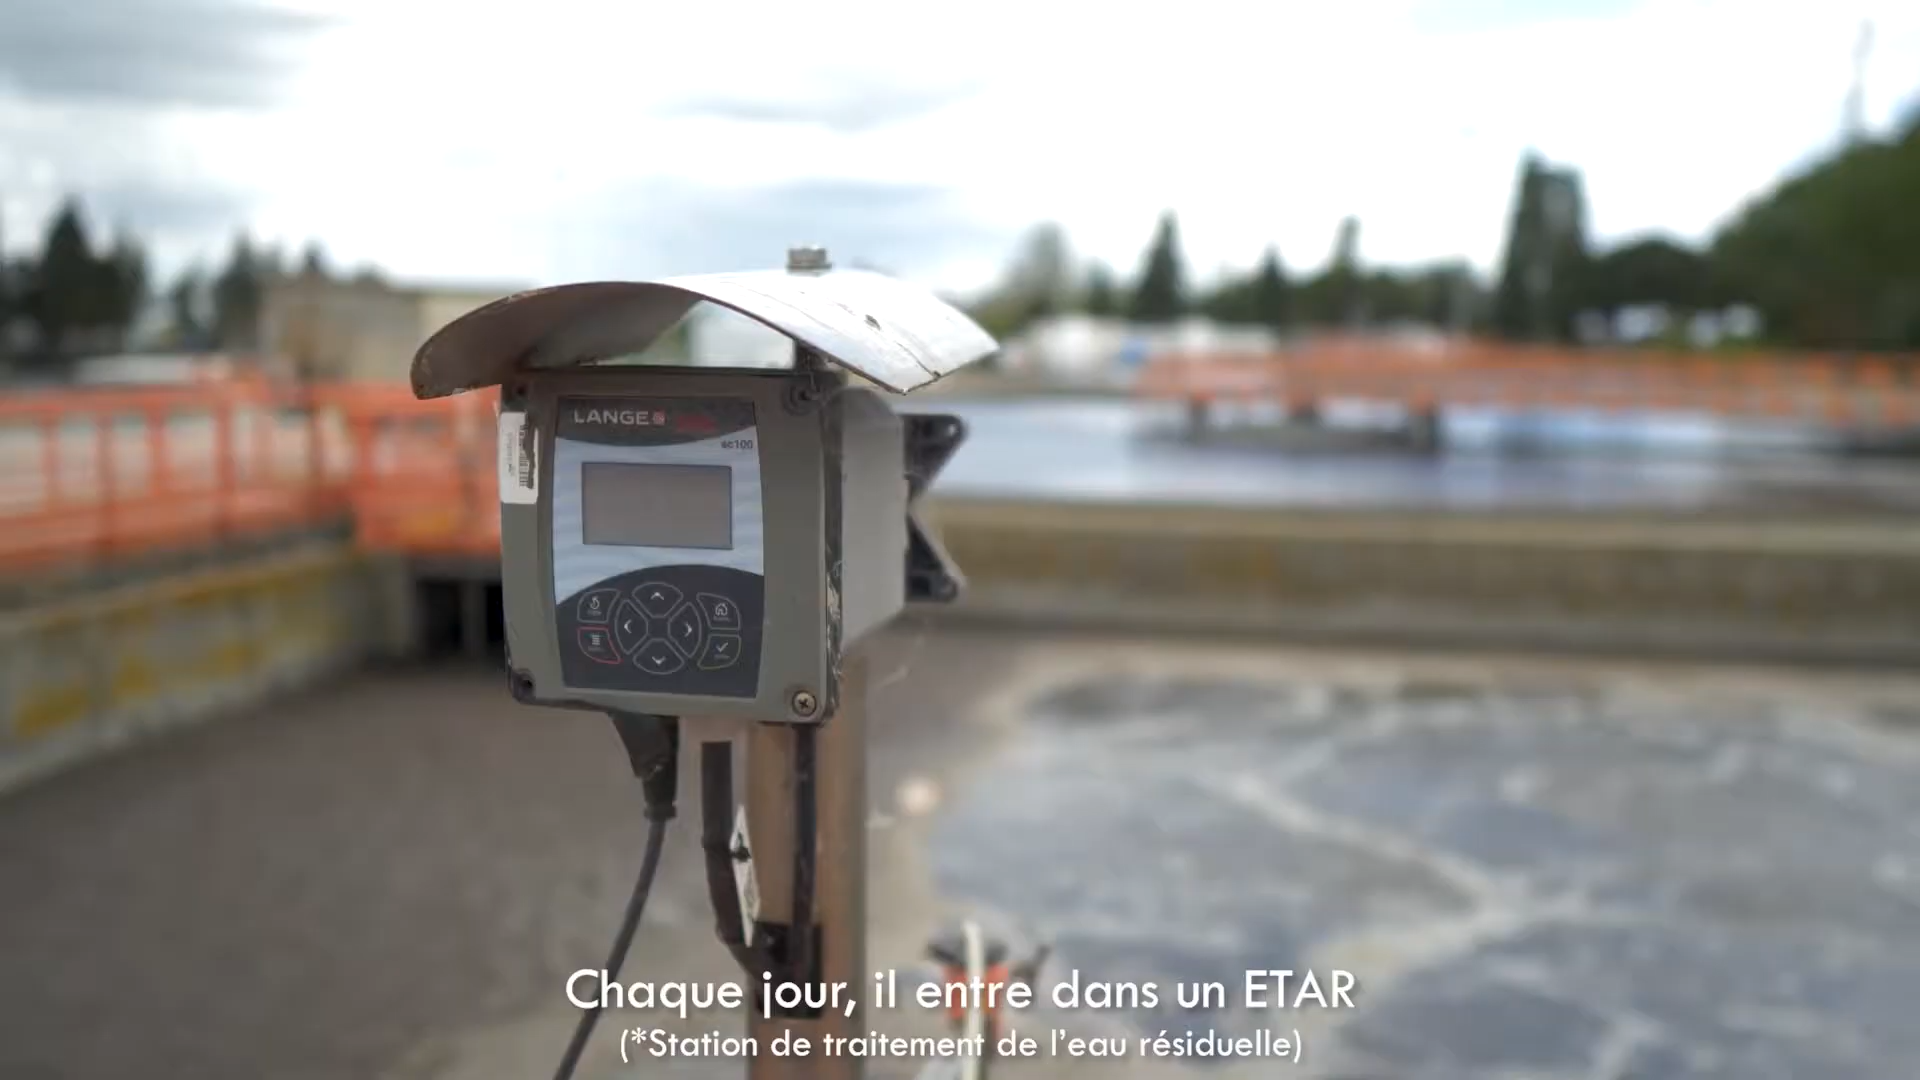 LANGE
sc100
Chaque jour, il entre dans un ETAR
(*Station de traitement de l'eau résiduelle)